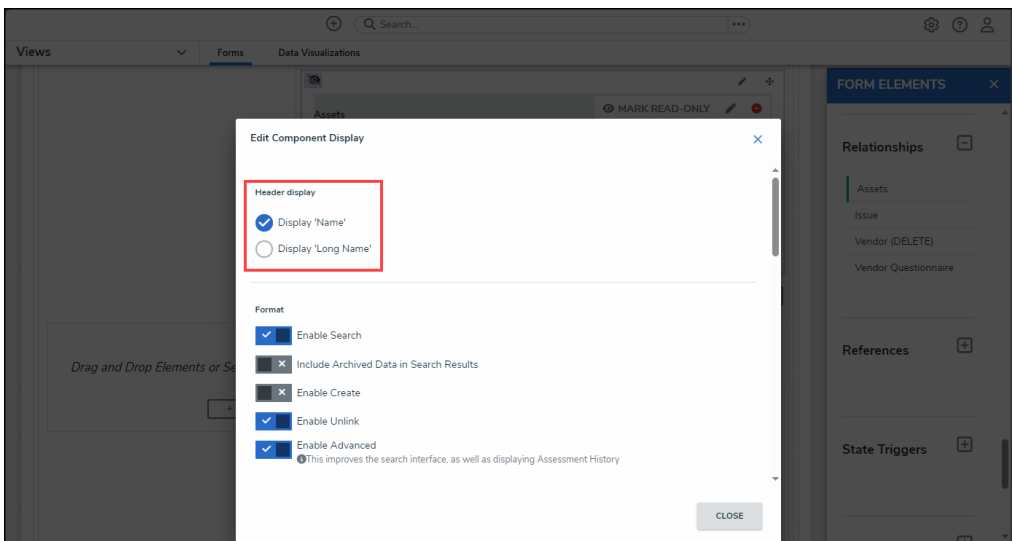 Search...
Views
Forms
Data Visualizations
Assets
MARK READ-ONLY
FORM ELEMENTS
Edit Component Display
Header display
Display 'Name'
Display 'Long Name'
Format
Enable Search
Include Archived Data in Search Results
Enable Create
Enable Unlink
Enable Advanced
This improves the search interface, as well as displaying Assessment History
CLOSE
Drag and Drop Elements or Se
Relationships
Assets
Issue
Vendor (DELETE)
Vendor Questionnaire
References
State Triggers